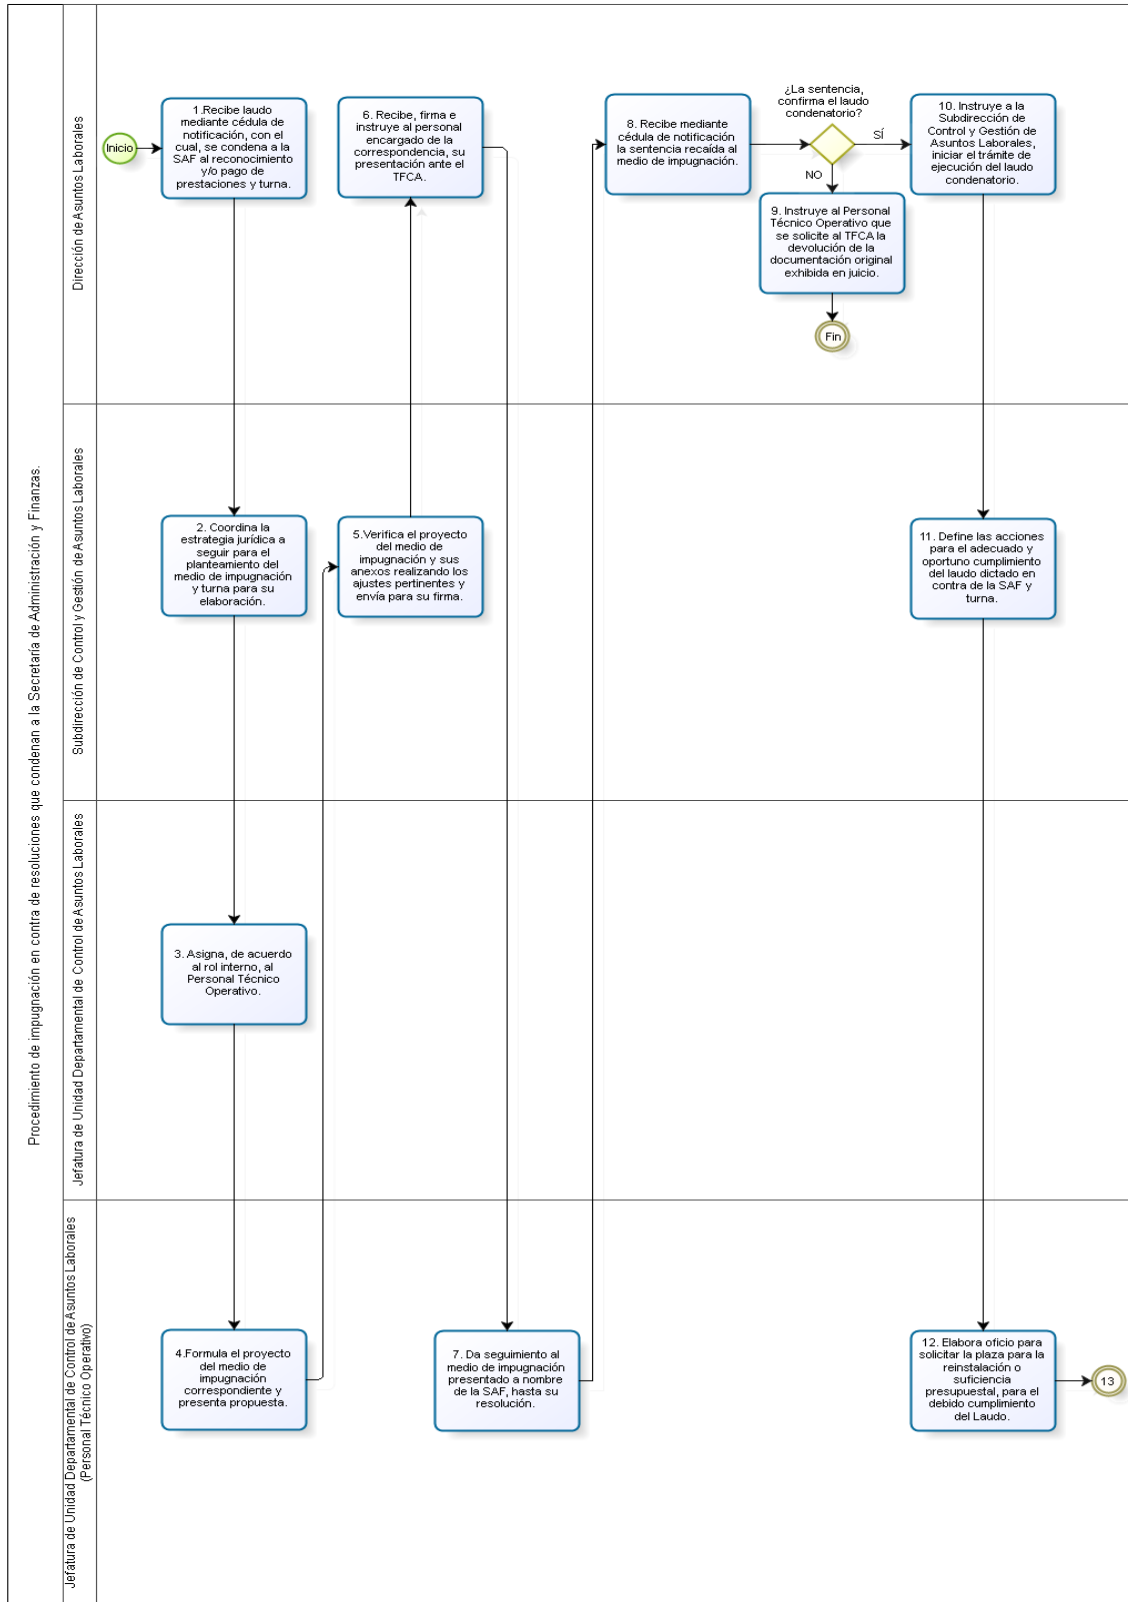 Procedimiento de impugnación en contra de resoluciones que condenan a la Secretaría de Administración y Finanzas.
Dirección de Asuntos Laborales
Inicio
1.Recibe laudo
mediante cédula de
notificación, con el
cual, se condena a la
SAF al reconocimiento
y/o pago de
prestaciones y turna.
6. Recibe, firma e
instruye al personal
encargado de la
correspondencia, su
presentación ante el
TFCA.
8. Recibe mediante
cédula de notificación
la sentencia recaída al
medio de impugnación.
¿La sentencia,
confirma el laudo
condenatorio?
SÍ
NO
10. Instruye a la
Subdirección de
Control y Gestión de
Asuntos Laborales,
iniciar el trámite de
ejecución del laudo
condenatorio.
9. Instruye al Personal
Técnico Operativo que
se solicite al TFCA la
devolución de la
documentación original
exhibida en juicio.
Fin
Subdirección de Control y Gestión de Asuntos Laborales
2. Coordina la
estrategia jurídica a
seguir para el
planteamiento del
medio de impugnación
y turna para su
elaboración.
5.Verifica el proyecto
del medio de
impugnación y sus
anexos realizando los
ajustes pertinentes y
envía para su firma.
11. Define las acciones
para el adecuado y
oportuno cumplimiento
del laudo dictado en
contra de la SAF y
turna.
Jefatura de Unidad Departamental de Control de Asuntos Laborales
3. Asigna, de acuerdo
al rol interno, al
Personal Técnico
Operativo.
Jefatura de Unidad Departamental de Control de Asuntos Laborales
(Personal Técnico Operativo)
4.Formula el proyecto
del medio de
impugnación
correspondiente y
presenta propuesta.
7. Da seguimiento al
medio de impugnación
presentado a nombre
de la SAF, hasta su
resolución.
12. Elabora oficio para
solicitar la plaza para la
reinstalación o
suficiencia
presupuestal, para el
debido cumplimiento
del Laudo.
13